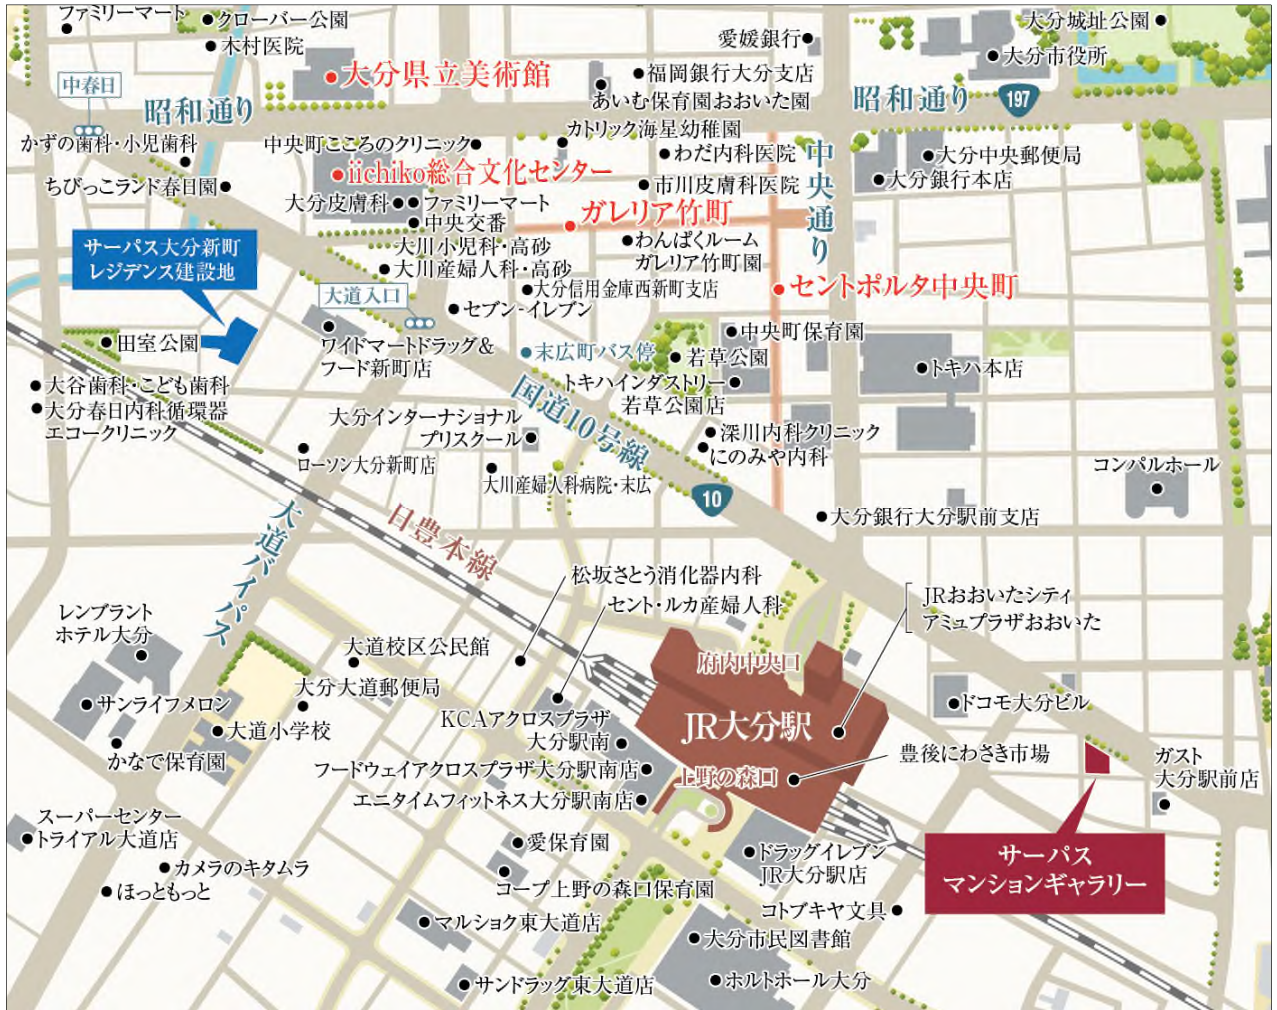 ファミリーマート
クローバー公園
木村医院
大分県立美術館
中春日
昭和通り
かずの歯科・小児歯科
ちびっこランド春日園
愛媛銀行
福岡銀行大分支店
あいむ保育園おおいた園
大分城址公園
大分市役所
昭和通り
197
カトリック海星幼稚園
中央町こころのクリニック
わだ内科医院
iichiko総合文化センター
市川皮膚科医院
中央通り
大分中央郵便局
大分銀行本店
大分皮膚科
ファミリーマート
中央交番
ガレリア竹町
大川小児科・高砂
大川産婦人科・高砂
わんぱくルーム
ガレリア竹町園
サーパス大分新町
レジデンス建設地
大道入口
大分信用金庫西新町支店
セントポルタ中央町
セブン-イレブン
田室公園
ワイドマートドラッグ&
フード新町店
末広町バス停
中央町保育園
若草公園
トキハインダストリー
若草公園店
トキハ本店
大谷歯科・こども歯科
大分春日内科循環器
エコークリニック
国道10号線
大分インターナショナル
プリスクール
深川内科クリニック
にのみや内科
ローソン大分新町店
大川産婦人科病院・末広
10
コンパルホール
大分銀行大分駅前支店
大道バイパス
日豊本線
松坂さとう消化器内科
セント・ルカ産婦人科
JRおおいたシティ
アミュプラザおおいた
レンブラント
ホテル大分
大道校区公民館
府内中央口
大分大道郵便局
サンライフメロン
大道小学校
かなで保育園
KCAアクロスプラザ
大分駅南
JR大分駅
ドコモ大分ビル
フードウェイアクロスプラザ大分駅南店
上野の森口
豊後にわさき市場
ガスト
大分駅前店
エニタイムフィットネス大分駅南店
スーパーセンター
トライアル大道店
愛保育園
ドラッグイレブン
JR大分駅店
サーパス
マンションギャラリー
カメラのキタムラ
ほっともっと
コープ上野の森口保育園
コトブキヤ文具
マルショク東大道店
大分市民図書館
サンドラッグ東大道店
ホルトホール大分